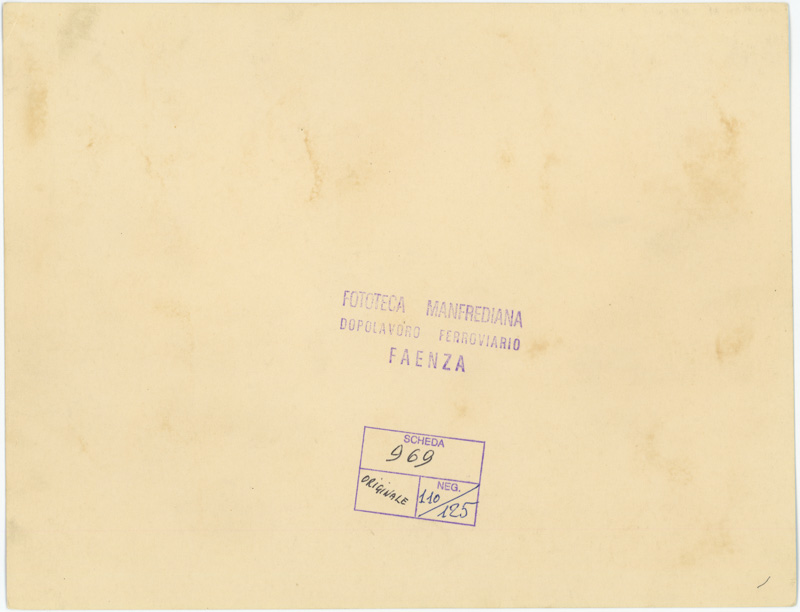 FOTOTECA MANFREDIANA
DOPOLAVORO FERROVIARIO
FAENZA
SCHEDA
969
ORIGINALE
NEG.
110/125